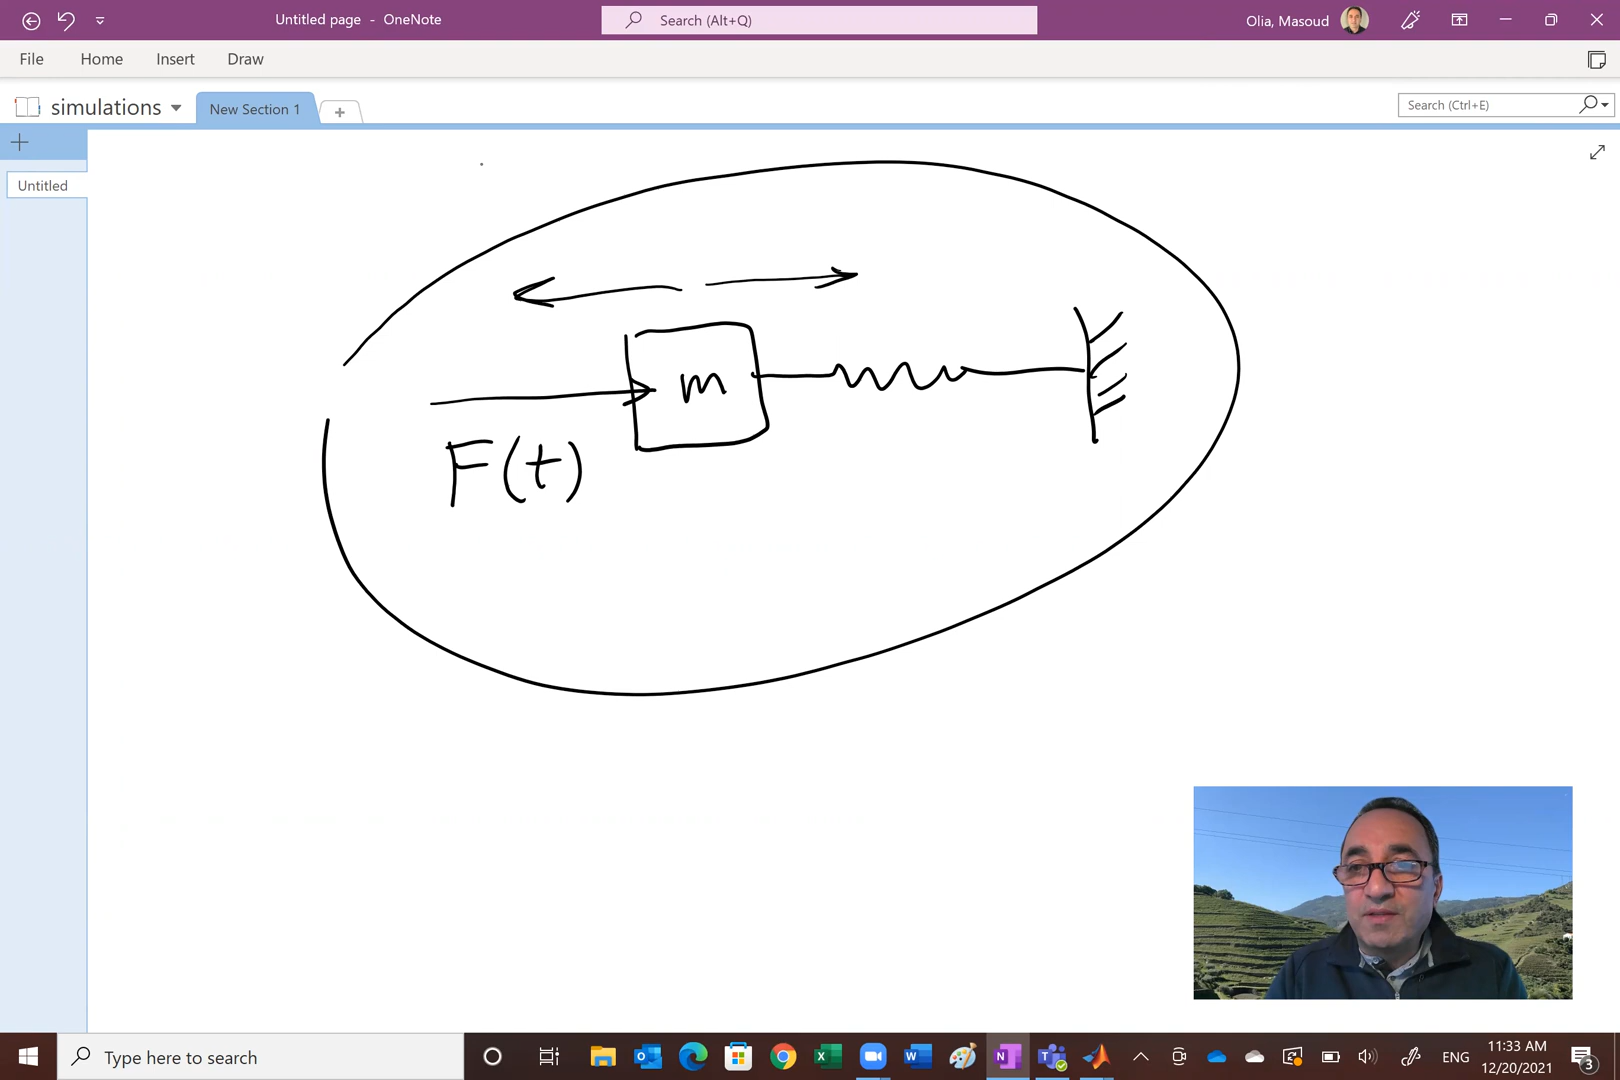 Untitled page - OneNote
Search (Alt+Q)
Olia, Masoud
File Home Insert Draw
simulations
New Section 1
Search (Ctrl+E)
Untitled
m
F(t)
Type here to search
ENG
11:33 AM
12/20/2021
3